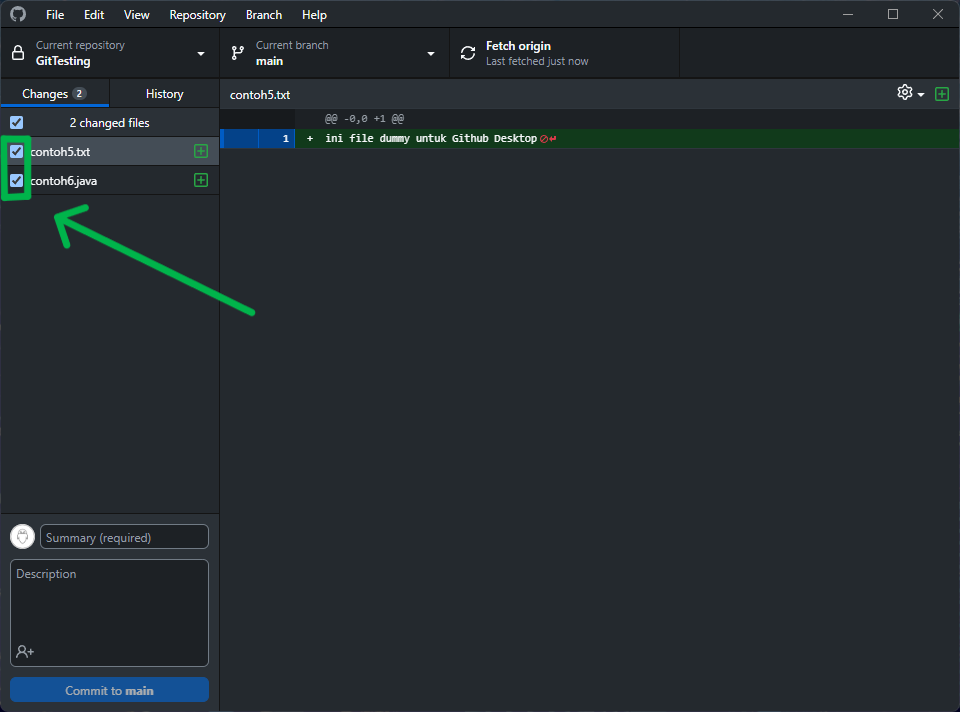 File Edit View Repository Branch Help
Current repository
GitTesting
Current branch
main
Fetch origin
Last fetched just now
Changes 2 History
2 changed files
contoh5.txt
contoh6.java
contoh5.txt
@@ -0,0 +1 @@
1 + ini file dummy untuk Github Desktop
Summary (required)
Description
Commit to main